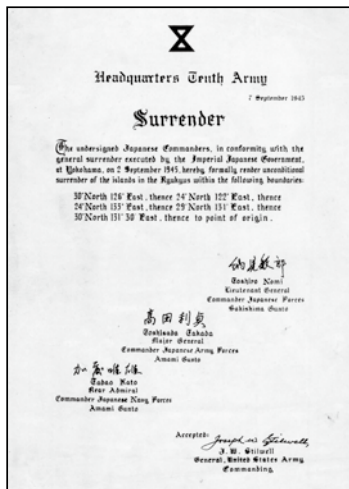 Headquarters Tenth Army
7 September 1945
Surrender
The undersigned Japanese Commanders, in conformity with the
general surrender executed by the Imperial Japanese Government,
at Yokohama, on 2 September 1945, hereby formally render unconditional
surrender of the islands in the Ryukyus within the following boundaries:
30° North 126° East, thence 24° North 122° East, thence
24° North 133° East, thence 29° North 131° East, thence
30° North 131° 30' East, thence to point of origin.
納見敏郎
Toshiro Nomi
Lieutenant General
Commander Japanese Forces
Sakishima Gunto
高田利貞
Toshisada Takada
Major General
Commander Japanese Army Forces
Amami Gunto
加藤唯雄
Tadao Kato
Rear Admiral
Commander Japanese Navy Forces
Amami Gunto
Accepted:
Joseph W Stilwell
J. W. Stilwell
General, United States Army
Commanding